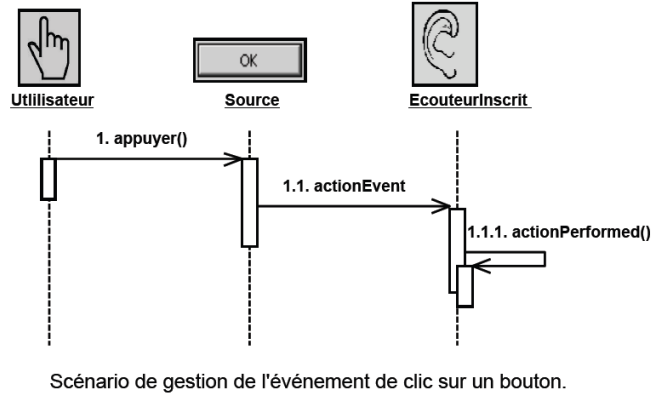 OK
Utlilisateur
Source
EcouteurInscrit
1. appuyer()
1.1. actionEvent
1.1.1. actionPerformed()
Scénario de gestion de l'événement de clic sur un bouton.